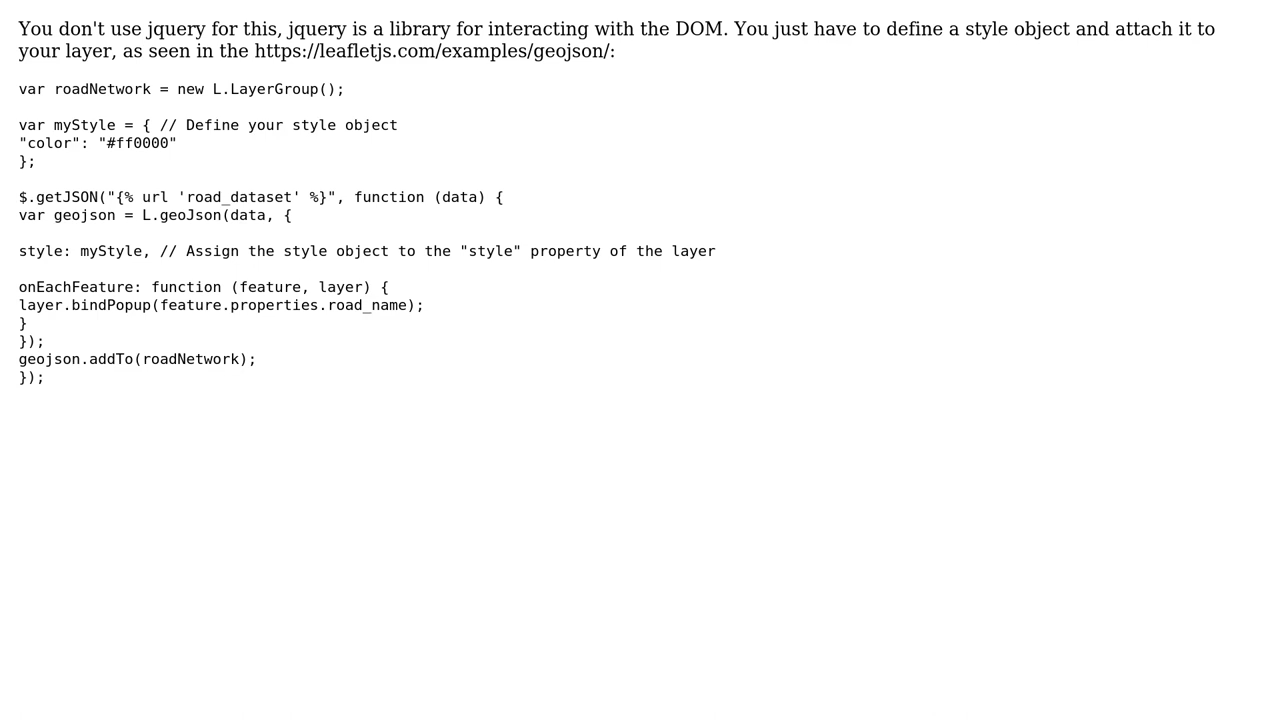 You don't use jquery for this, jquery is a library for interacting with the DOM. You just have to define a style object and attach it to
your layer, as seen in the https://leafletjs.com/examples/geojson/:
var roadNetwork = new L.LayerGroup();
var myStyle = { // Define your style object
"color": "#ff0000"
};
$.getJSON("{% url 'road_dataset' %}", function (data) {
var geojson = L.geoJson(data, {
style: myStyle, // Assign the style object to the "style" property of the layer
onEachFeature: function (feature, layer) {
layer.bindPopup(feature.properties.road_name);
}
});
geojson.addTo(roadNetwork);
});